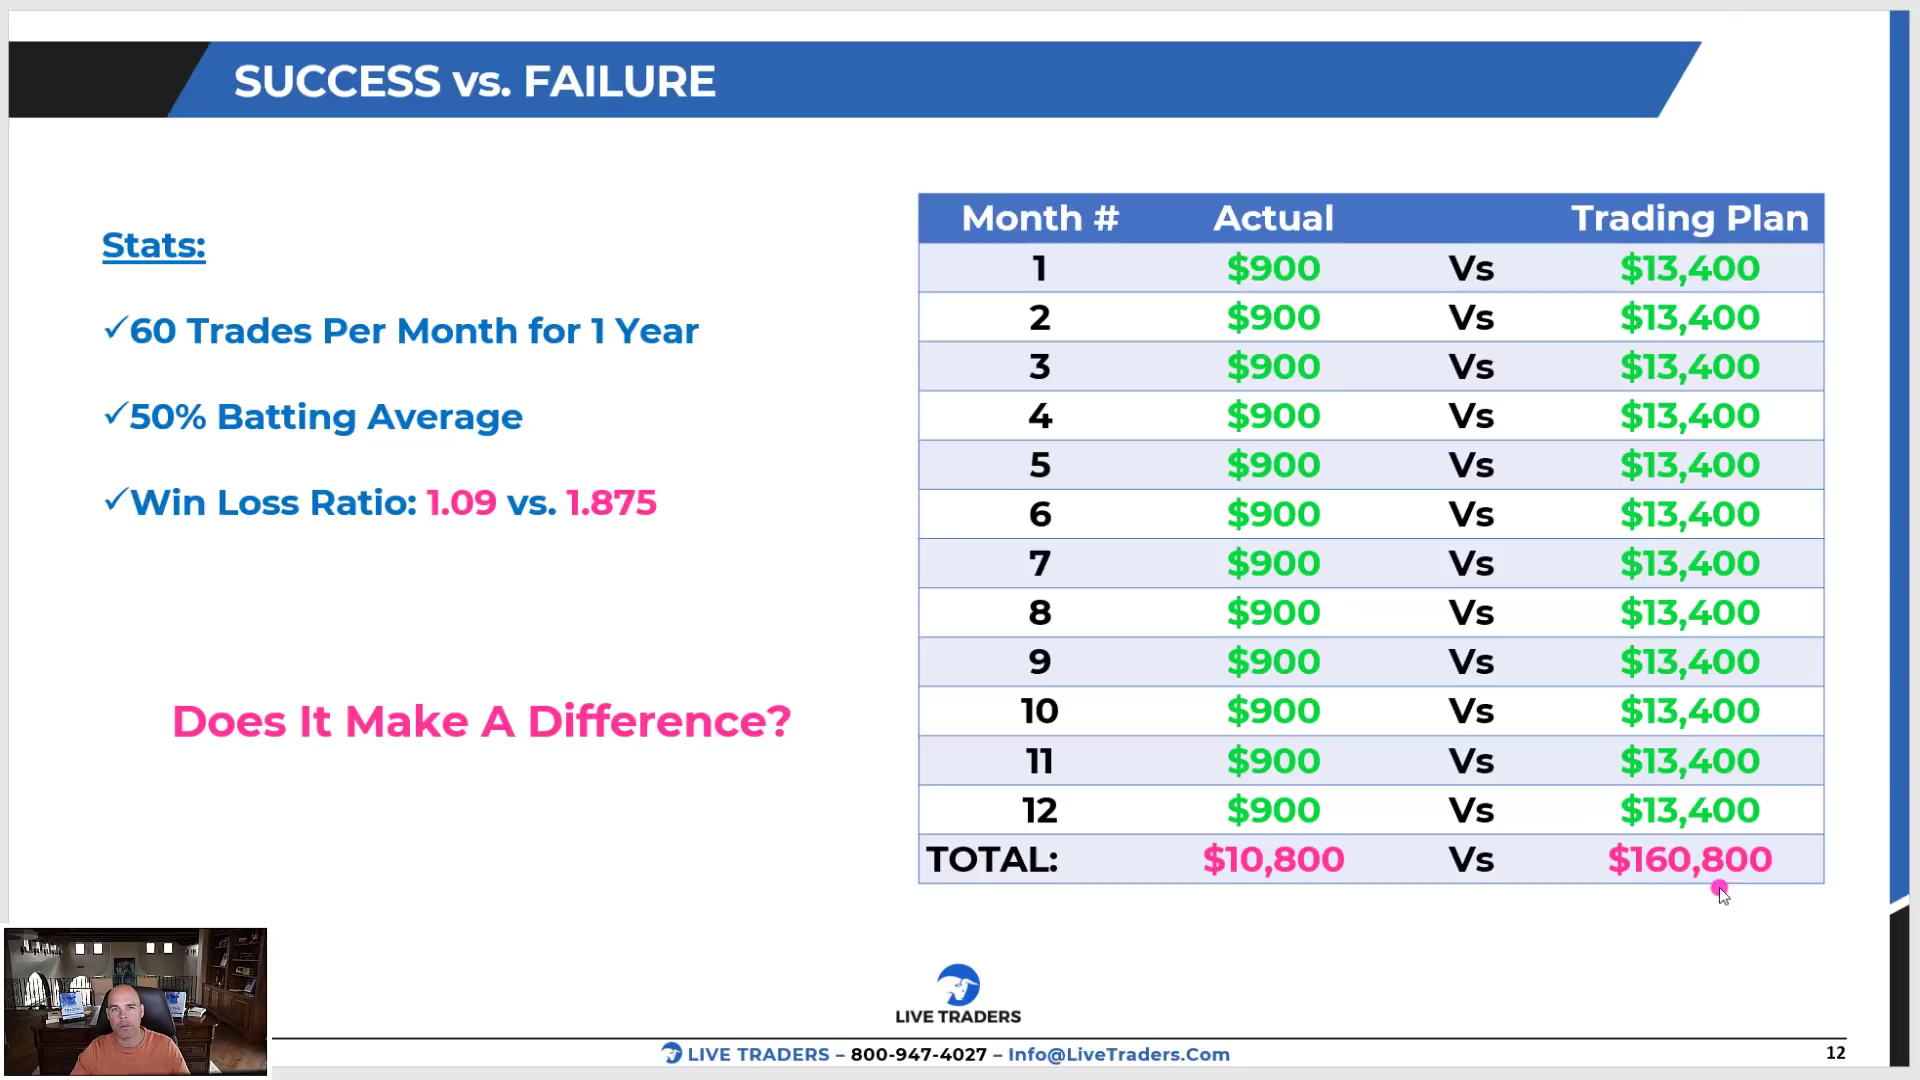 SUCCESS vs. FAILURE
Stats:
✓60 Trades Per Month for 1 Year
✓50% Batting Average
✓Win Loss Ratio: 1.09 vs. 1.875
Does It Make A Difference?
Month # Actual Trading Plan
1 $900 Vs $13,400
2 $900 Vs $13,400
3 $900 Vs $13,400
4 $900 Vs $13,400
5 $900 Vs $13,400
6 $900 Vs $13,400
7 $900 Vs $13,400
8 $900 Vs $13,400
9 $900 Vs $13,400
10 $900 Vs $13,400
11 $900 Vs $13,400
12 $900 Vs $13,400
TOTAL: $10,800 Vs $160,800
LIVE TRADERS
LIVE TRADERS – 800-947-4027 – Info@LiveTraders.Com
12